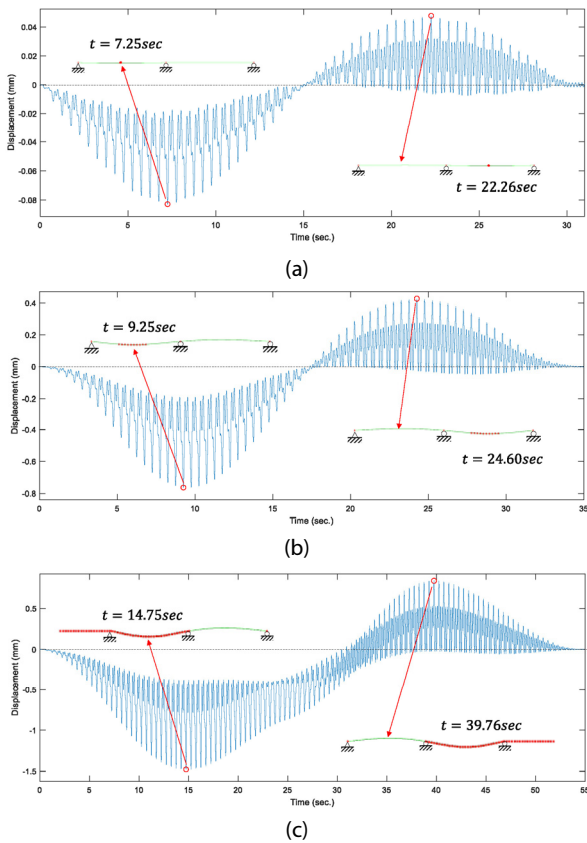 0.04
0.02
0
-0.02
-0.04
-0.06
-0.08
Displacement (mm)
t = 7.25sec
t = 22.26sec
0 5 10 15 20 25 30
Time (sec.)
(a)
0.4
0.2
0
-0.2
-0.4
-0.6
-0.8
Displacement (mm)
t = 9.25sec
t = 24.60sec
0 5 10 15 20 25 30 35
Time (sec.)
(b)
0.5
0
-0.5
-1
-1.5
Displacement (mm)
t = 14.75sec
t = 39.76sec
0 5 10 15 20 25 30 35 40 45 50 55
Time (sec.)
(c)